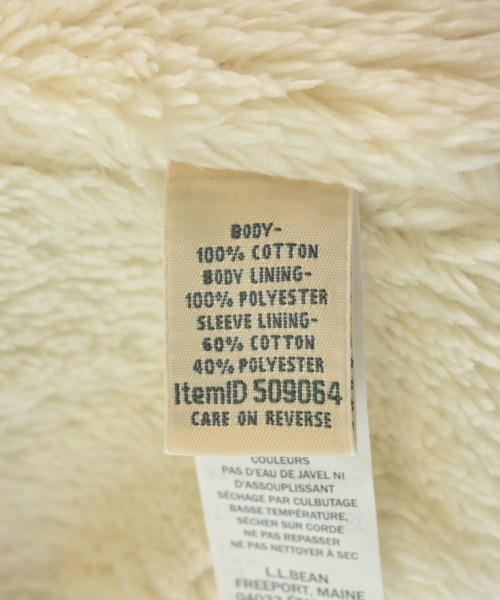 BODY-
100% COTTON
BODY LINING-
100% POLYESTER
SLEEVE LINING-
60% COTTON
40% POLYESTER
ItemID 509064
CARE ON REVERSE
COULEURS
PAS D'EAU DE JAVEL NI
D'ASSOUPLISSANT
SÉCHAGE PAR CULBUTAGE
BASSE TEMPÉRATURE,
SÉCHER SUR CORDE
NE PAS REPASSER
NE PAS NETTOYER À SEC
L.L.BEAN
FREEPORT, MAINE
04033